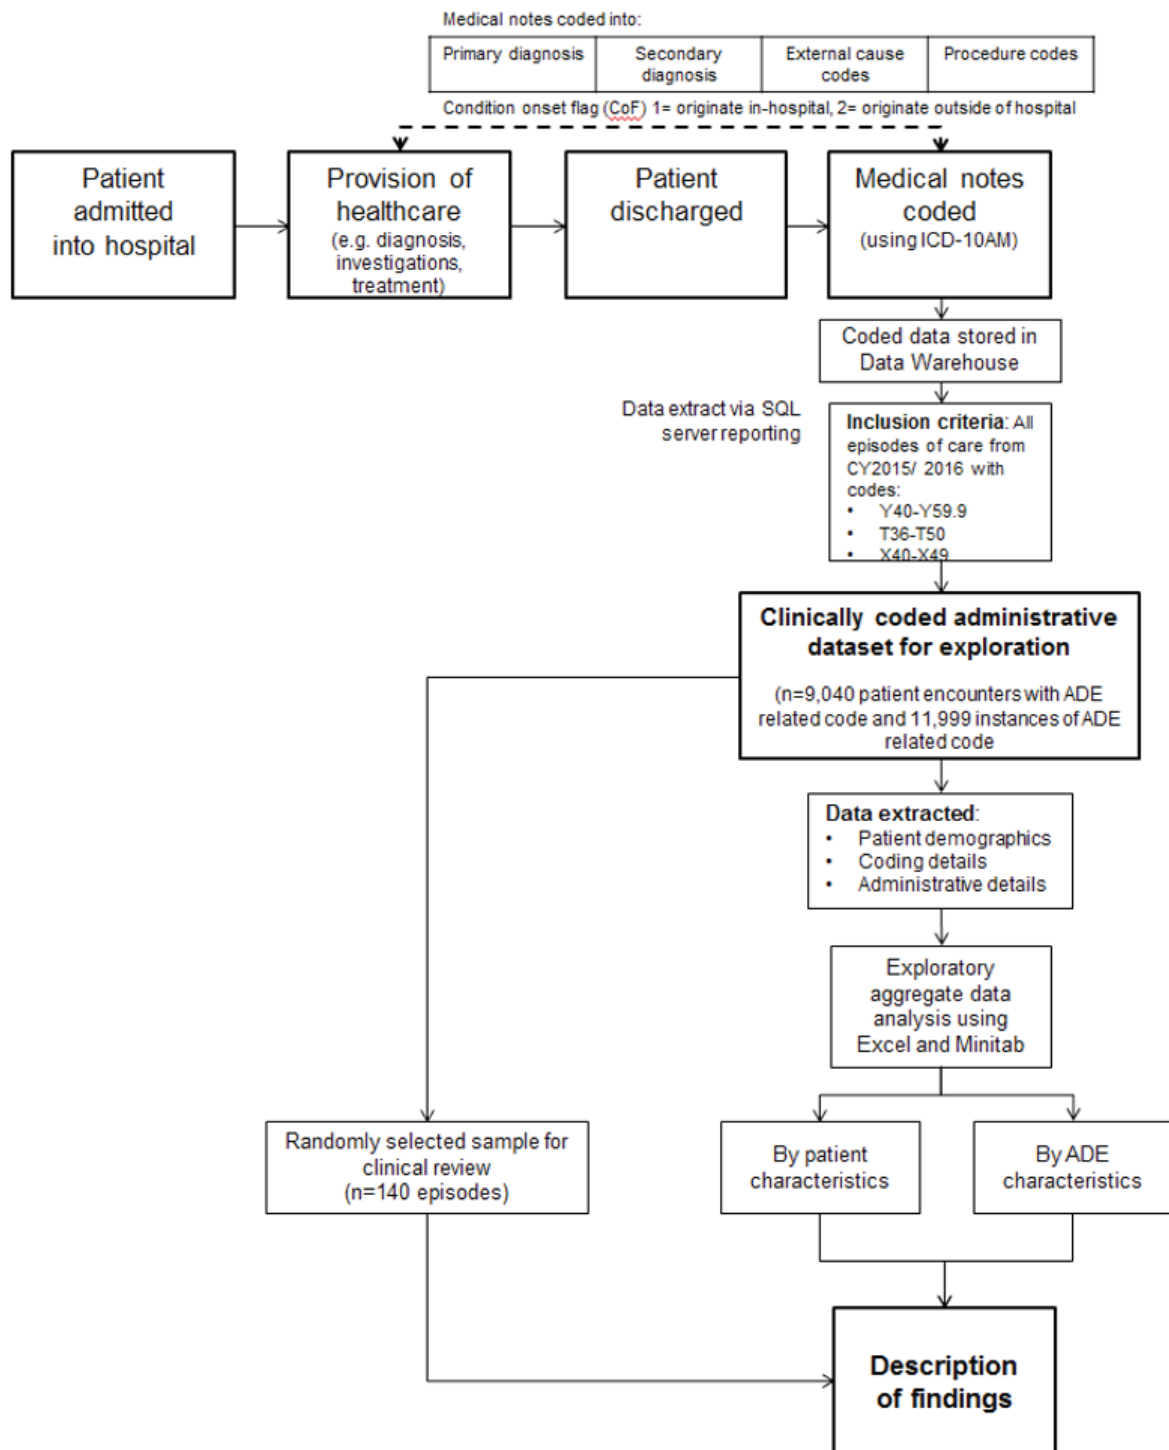 Medical notes coded into:
Primary diagnosis
Secondary
diagnosis
External cause
codes
Procedure codes
Condition onset flag (CoF) 1= originate in-hospital, 2= originate outside of hospital
Patient
admitted
into hospital
Provision of
healthcare
(e.g. diagnosis,
investigations,
treatment)
Patient
discharged
Medical notes
coded
(using ICD-10AM)
Coded data stored in
Data Warehouse
Data extract via SQL
server reporting
Inclusion criteria: All
episodes of care from
CY2015/ 2016 with
codes:
• Y40-Y59.9
• T36-T50
• X40-X49
Clinically coded administrative
dataset for exploration
(n=9,040 patient encounters with ADE
related code and 11,999 instances of ADE
related code
Data extracted:
• Patient demographics
• Coding details
• Administrative details
Exploratory
aggregate data
analysis using
Excel and Minitab
Randomly selected sample for
clinical review
(n=140 episodes)
By patient
characteristics
By ADE
characteristics
Description
of findings